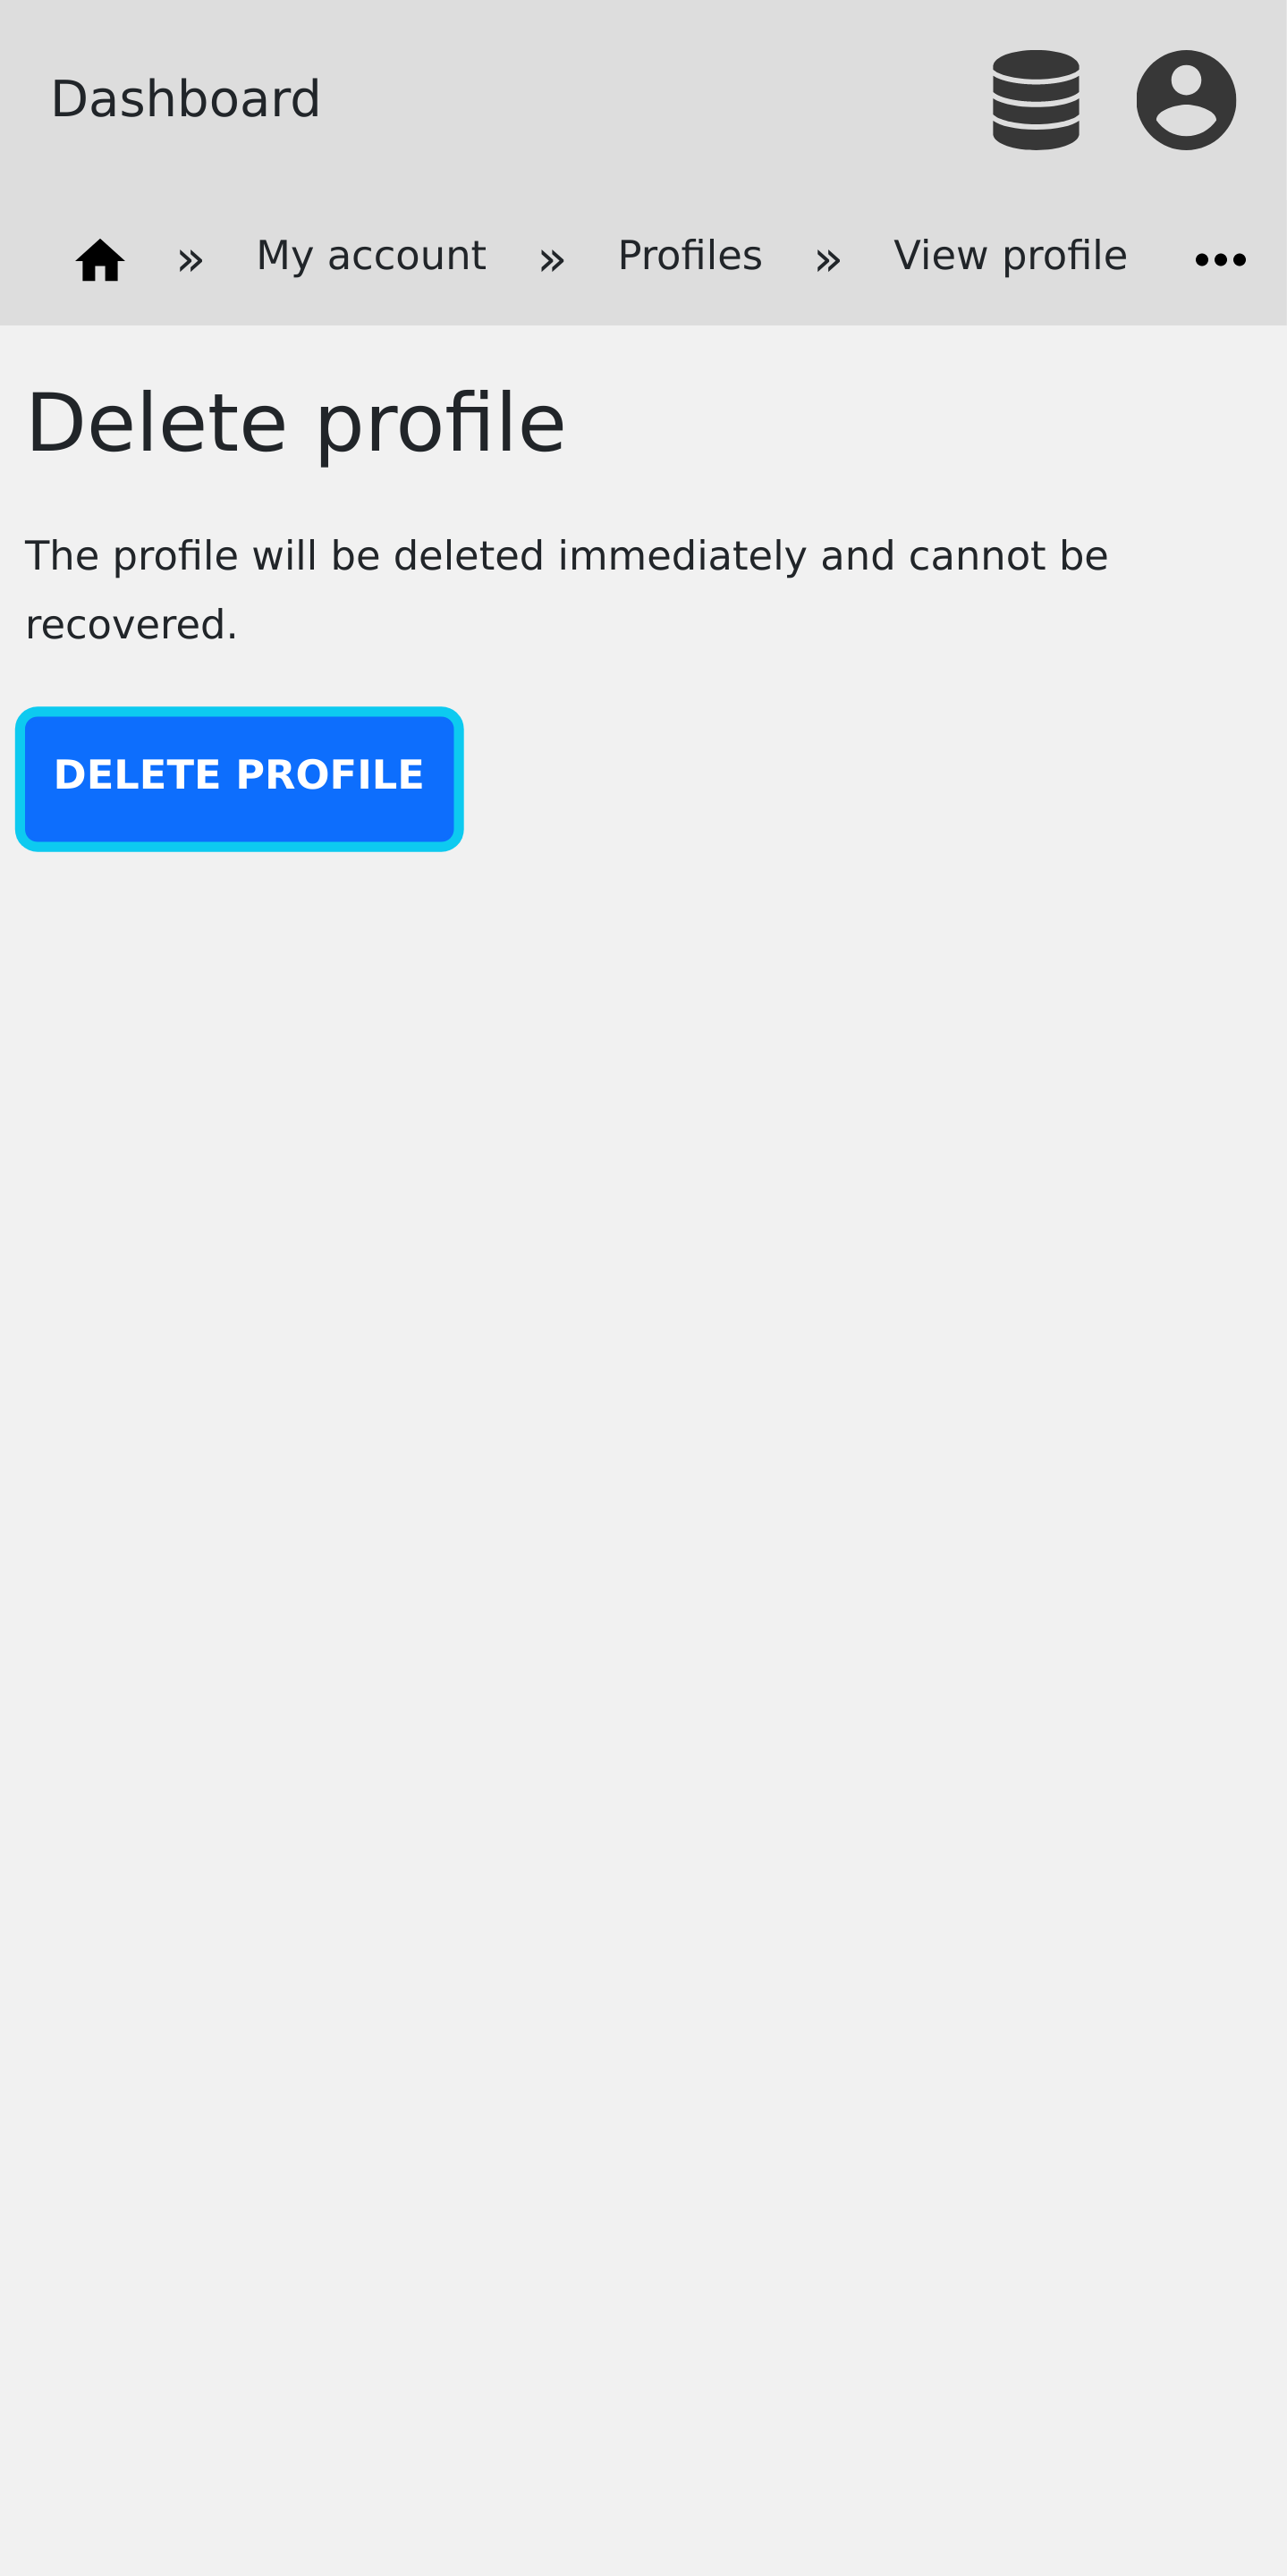 Dashboard
» My account » Profiles » View profile •••
Delete profile
The profile will be deleted immediately and cannot be
recovered.
DELETE PROFILE